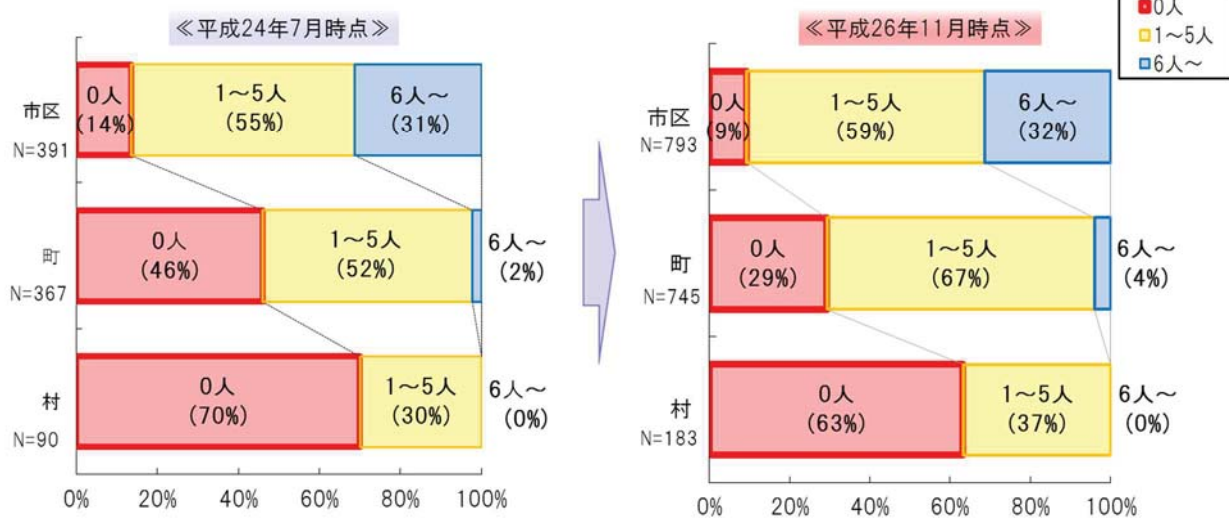 ≪平成24年7月時点≫
市区
N=391
0人
(14%)
1～5人
(55%)
6人～
(31%)
町
N=367
0人
(46%)
1～5人
(52%)
6人～
(2%)
村
N=90
0人
(70%)
1～5人
(30%)
6人～
(0%)
0%
20%
40%
60%
80%
100%
≪平成26年11月時点≫
0人
1～5人
6人～
市区
N=793
0人
(9%)
1～5人
(59%)
6人～
(32%)
町
N=745
0人
(29%)
1～5人
(67%)
6人～
(4%)
村
N=183
0人
(63%)
1～5人
(37%)
6人～
(0%)
0%
20%
40%
60%
80%
100%